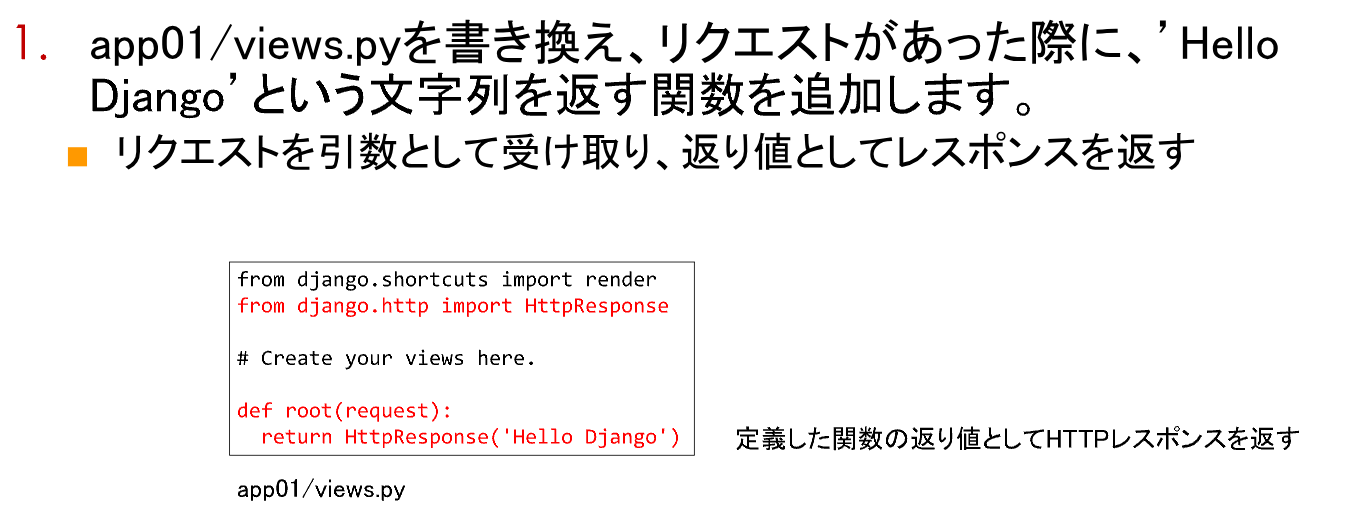 1. app01/views.pyを書き換え、リクエストがあった際に、’Hello
Django’という文字列を返す関数を追加します。
■ リクエストを引数として受け取り、返り値としてレスポンスを返す
from django.shortcuts import render
from django.http import HttpResponse
# Create your views here.
def root(request):
  return HttpResponse('Hello Django')
定義した関数の返り値としてHTTPレスポンスを返す
app01/views.py